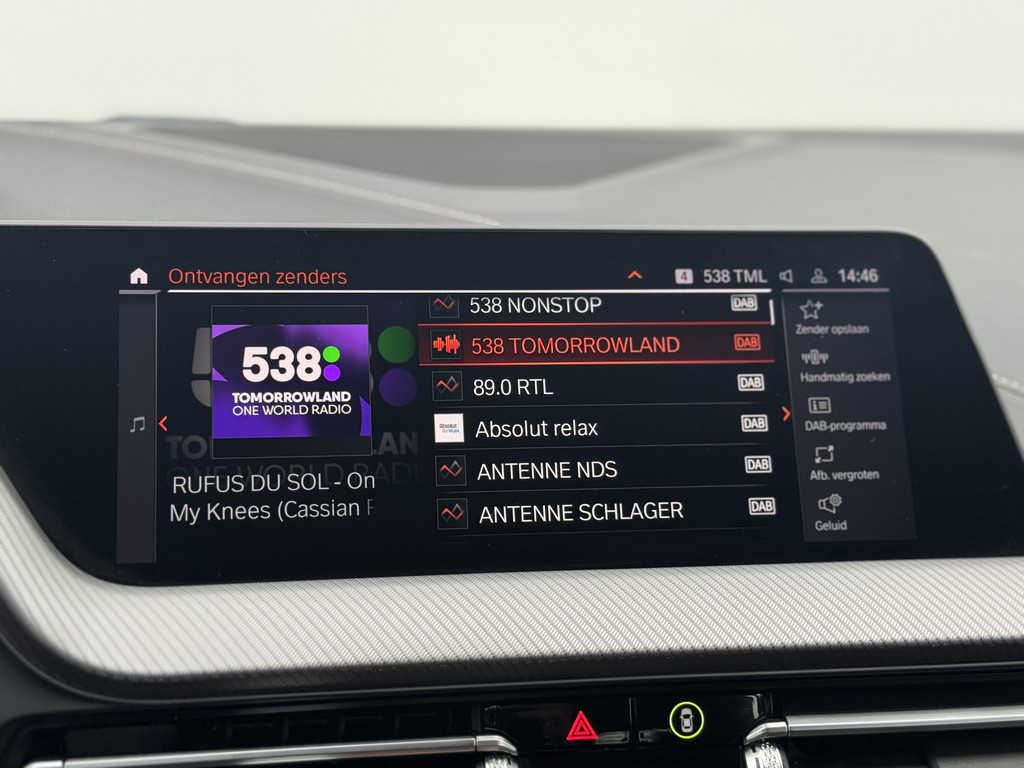 Ontvangen zenders
4 538 TML 14:46
538
TOMORROWLAND
ONE WORLD RADIO
RUFUS DU SOL - On
My Knees (Cassian
538 NONSTOP DAB
538 TOMORROWLAND DAB
89.0 RTL DAB
Absolut relax DAB
ANTENNE NDS DAB
ANTENNE SCHLAGER DAB
Zender opslaan
Handmatig zoeken
DAB-programma
Afb. vergroten
Geluid